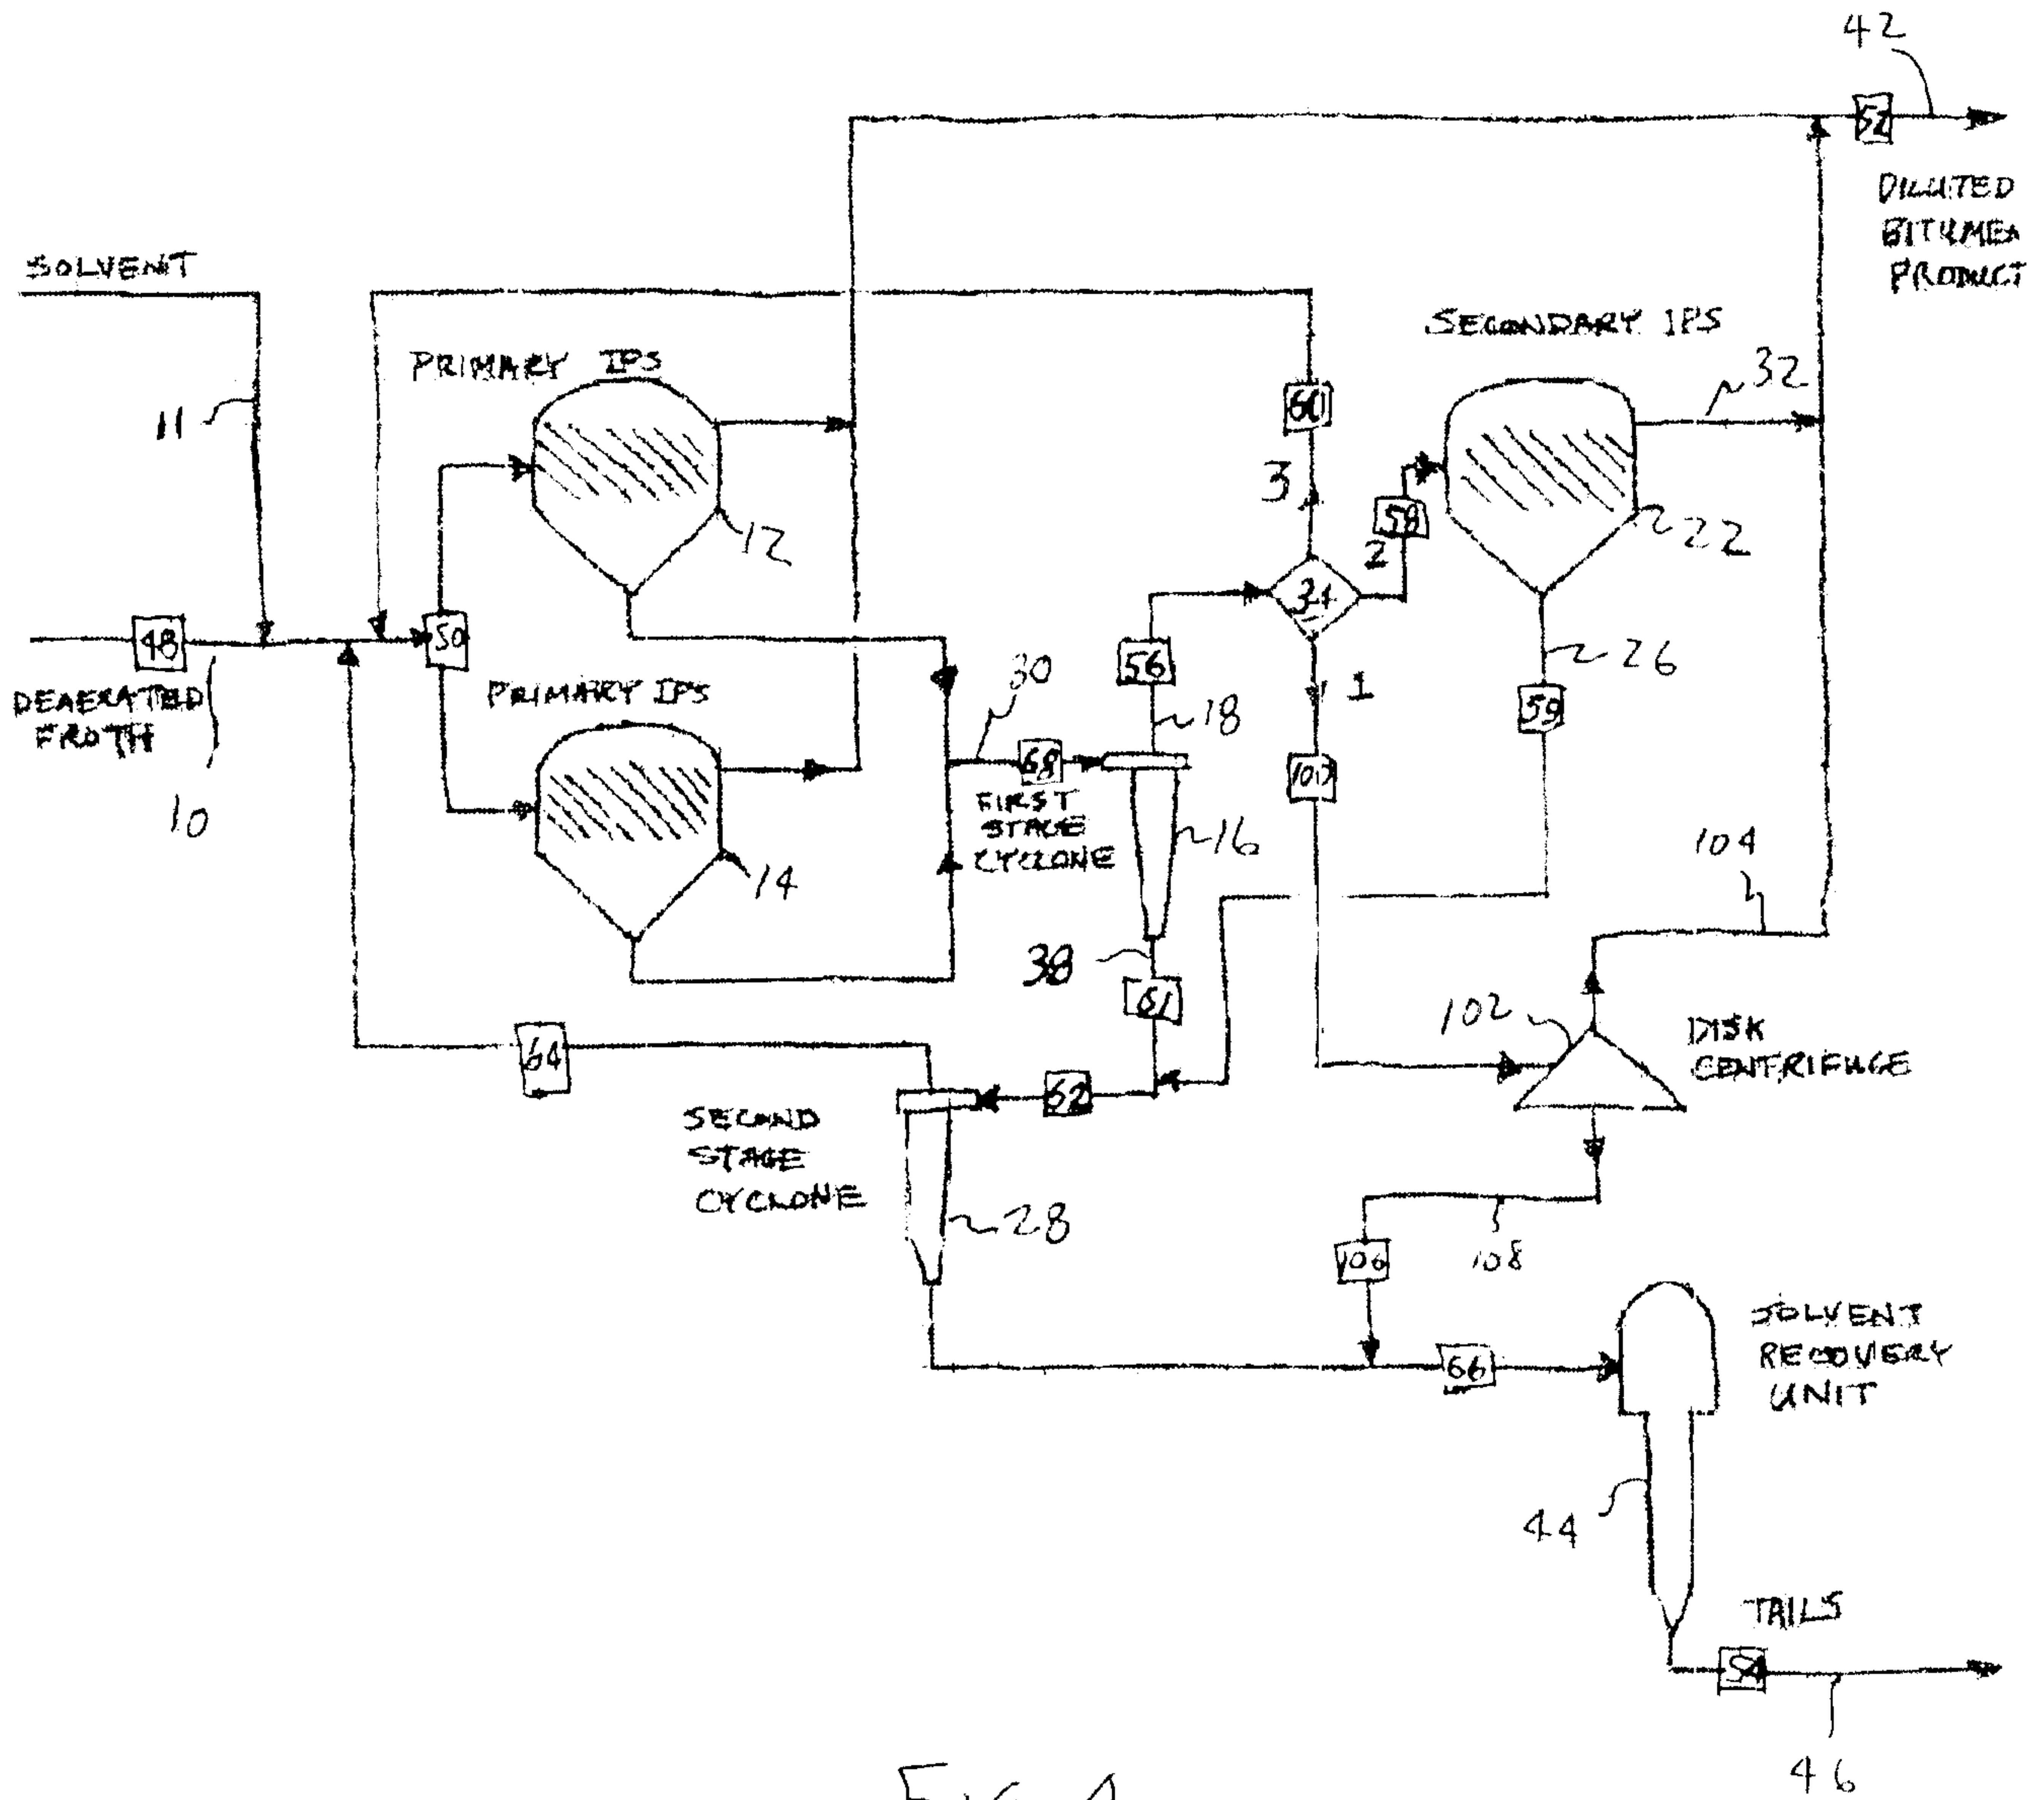 42
52
DILUTED
BITUMEN
PRODUCT
SOLVENT
SECONDARY IPS
PRIMARY IPS
32
11
60
3
58
12
2
22
34
48
50
56
26
DEAERATED
FROTH
PRIMARY IPS
30
18
1
59
68
100
10
FIRST
STAGE
CYCLONE
16
104
14
38
61
102
DISK
CENTRIFUGE
64
62
SECOND
STAGE
CYCLONE
28
106
108
SOLVENT
RECOVERY
UNIT
66
44
TAILS
54
46